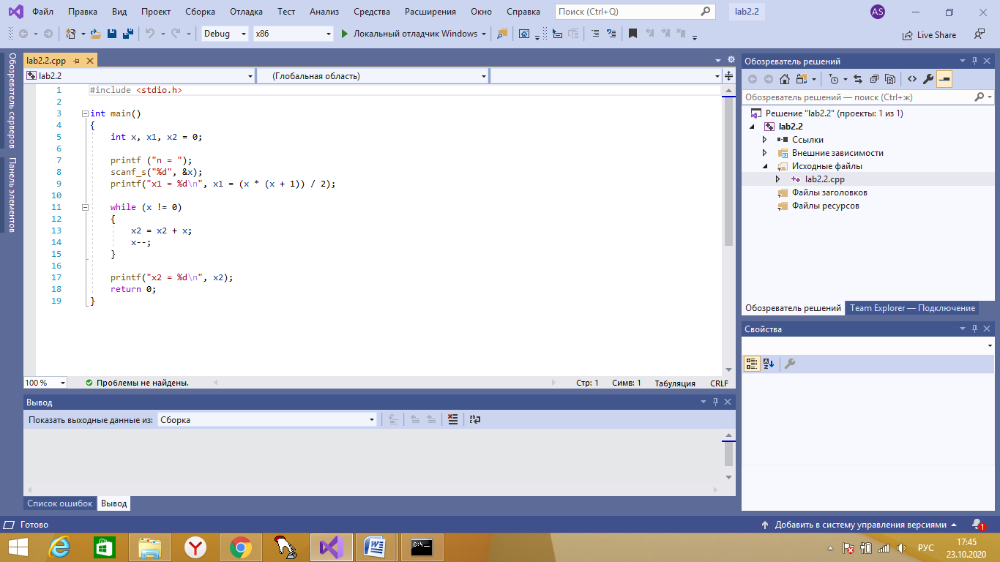 Файл Правка Вид Проект Сборка Отладка Тест Анализ Средства Расширения Окно Справка Поиск (Ctrl+Q) lab2.2 AS
Debug x86 Локальный отладчик Windows Live Share
Обозреватель серверов
Панель элементов
lab2.2.cpp
lab2.2 (Глобальная область)
1 #include <stdio.h>
2
3 int main()
4 {
5 int x, x1, x2 = 0;
6
7 printf ("n = ");
8 scanf_s("%d", &x);
9 printf("x1 = %d\n", x1 = (x * (x + 1)) / 2);
10
11 while (x != 0)
12 {
13 x2 = x2 + x;
14 x--;
15 }
16
17 printf("x2 = %d\n", x2);
18 return 0;
19 }
100 % Проблемы не найдены. Стр: 1 Симв: 1 Табуляция CRLF
Вывод
Показать выходные данные из: Сборка
Список ошибок Вывод
Обозреватель решений
Обозреватель решений — поиск (Ctrl+ж)
Решение "lab2.2" (проекты: 1 из 1)
lab2.2
Ссылки
Внешние зависимости
Исходные файлы
lab2.2.cpp
Файлы заголовков
Файлы ресурсов
Обозреватель решений Team Explorer — Подключение
Свойства
Готово Добавить в систему управления версиями 1
РУС 17:45
23.10.2020